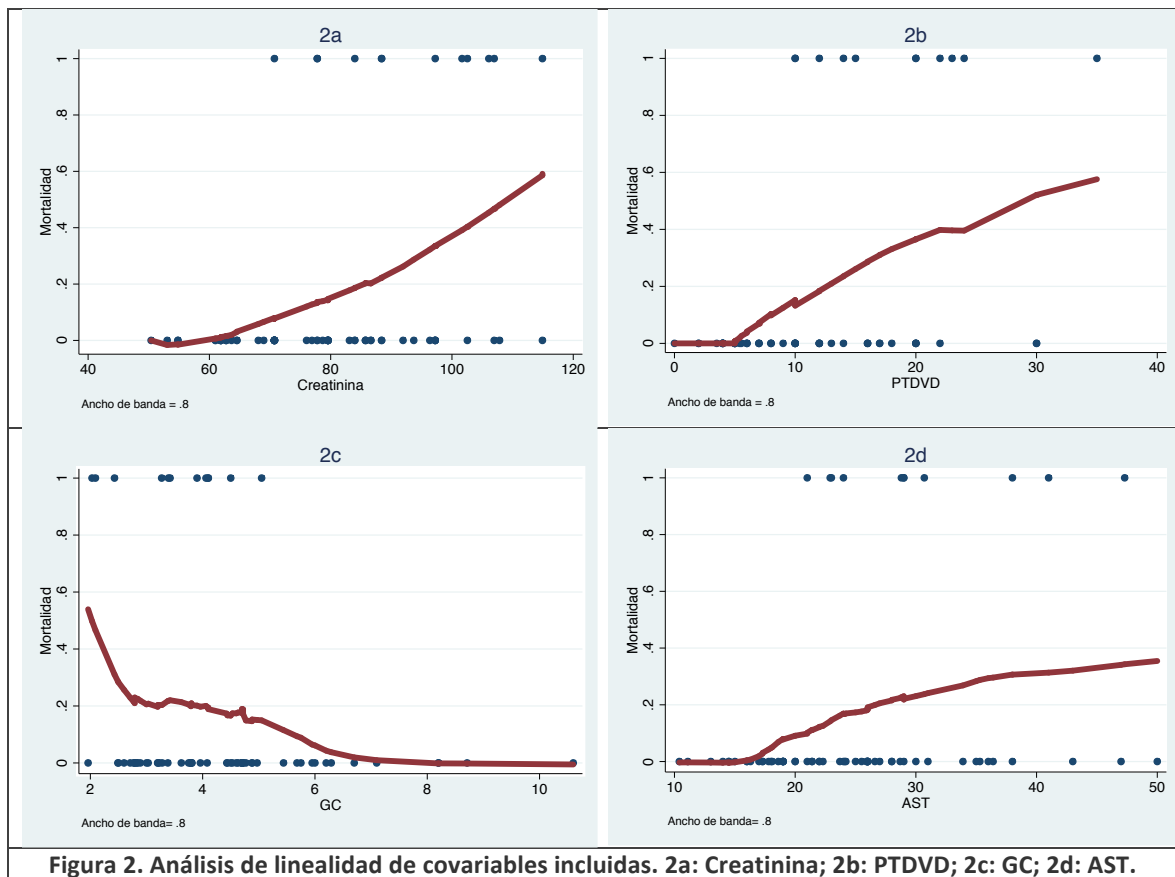 2a
Mortalidad
1
.8
.6
.4
.2
0
40
60
80
100
120
Creatinina
Ancho de banda = .8
2b
Mortalidad
1
.8
.6
.4
.2
0
0
10
20
30
40
PTDVD
Ancho de banda = .8
2c
Mortalidad
1
.8
.6
.4
.2
0
2
4
6
8
10
GC
Ancho de banda= .8
2d
Mortalidad
1
.8
.6
.4
.2
0
10
20
30
40
50
AST
Ancho de banda =.8
Figura 2. Análisis de linealidad de covariables incluidas. 2a: Creatinina; 2b: PTDVD; 2c: GC; 2d: AST.